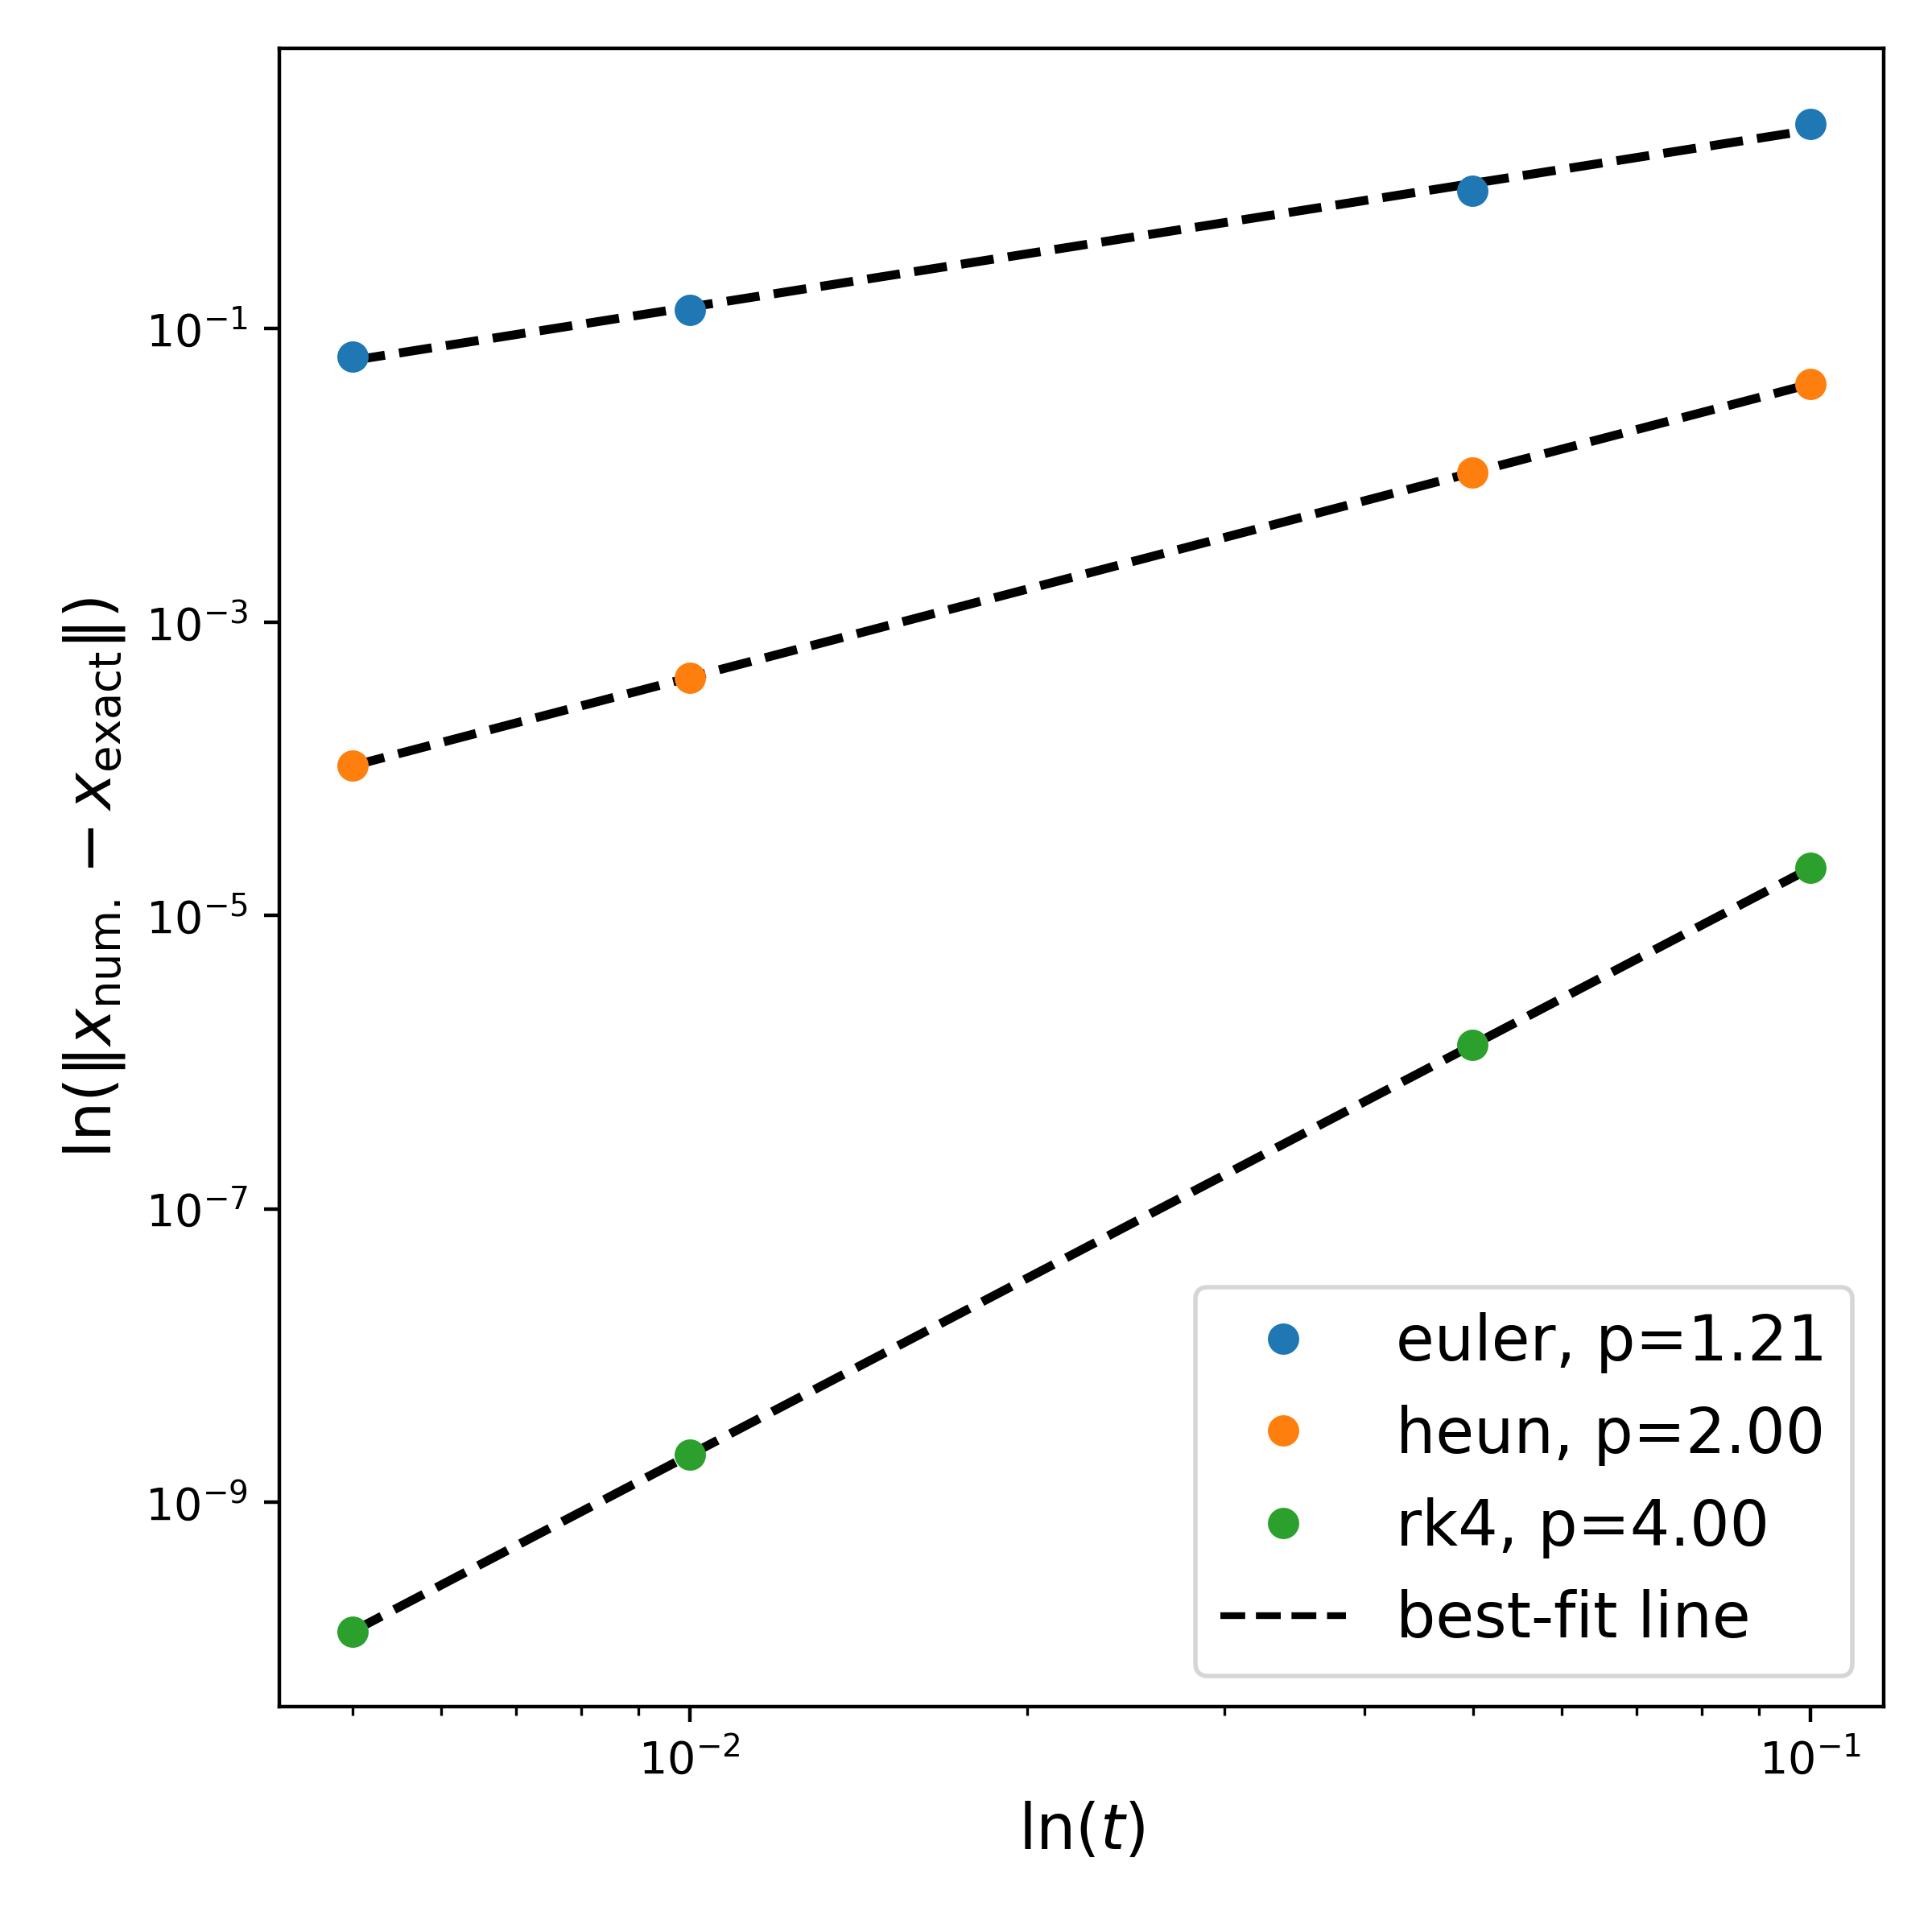 ln(‖x_num. − x_exact‖)
10⁻¹
10⁻³
10⁻⁵
10⁻⁷
10⁻⁹
10⁻²
10⁻¹
ln(t)
euler, p=1.21
heun, p=2.00
rk4, p=4.00
best-fit line